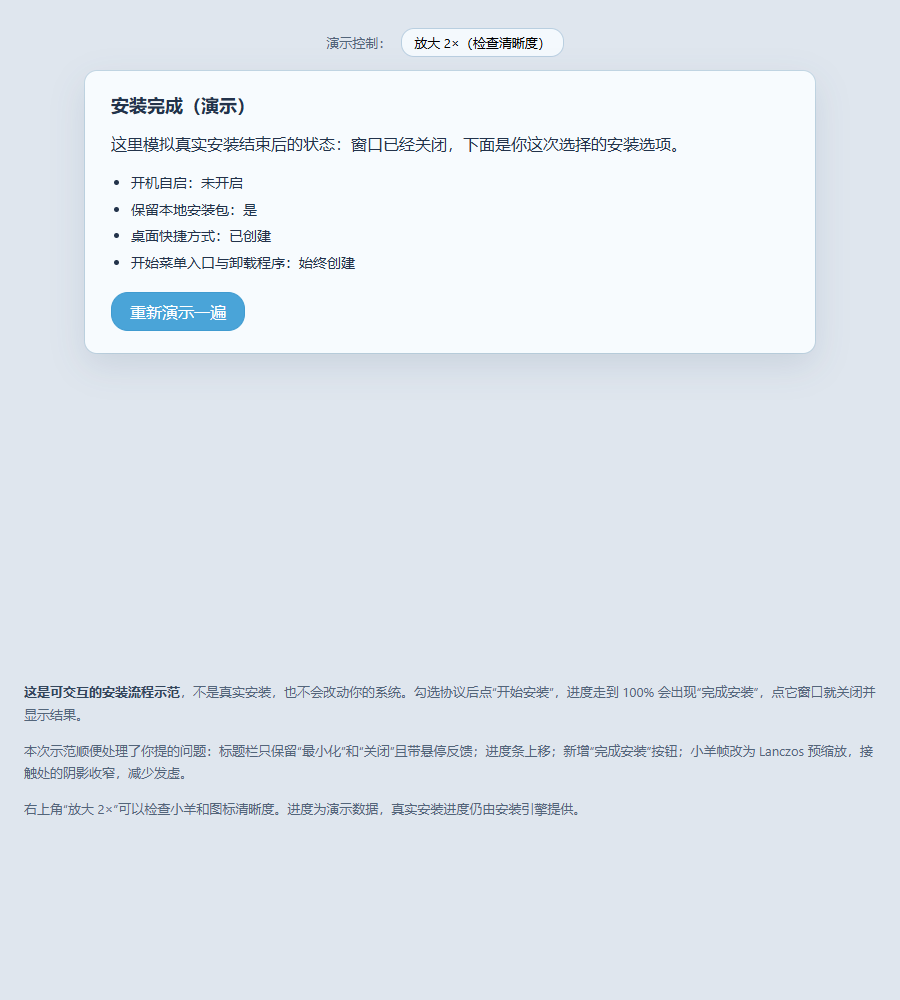 演示控制：
放大 2×（检查清晰度）
安装完成（演示）
这里模拟真实安装结束后的状态：窗口已经关闭，下面是你这次选择的安装选项。
开机自启：未开启
保留本地安装包：是
桌面快捷方式：已创建
开始菜单入口与卸载程序：始终创建
重新演示一遍
这是可交互的安装流程示范，不是真实安装，也不会改动你的系统。勾选协议后点“开始安装”，进度走到 100% 会出现“完成安装”，点它窗口就关闭并
显示结果。
本次示范顺便处理了你提的问题：标题栏只保留“最小化”和“关闭”且带悬停反馈；进度条上移；新增“完成安装”按钮；小羊帧改为 Lanczos 预缩放，接
触处的阴影收窄，减少发虚。
右上角“放大 2×”可以检查小羊和图标清晰度。进度为演示数据，真实安装进度仍由安装引擎提供。